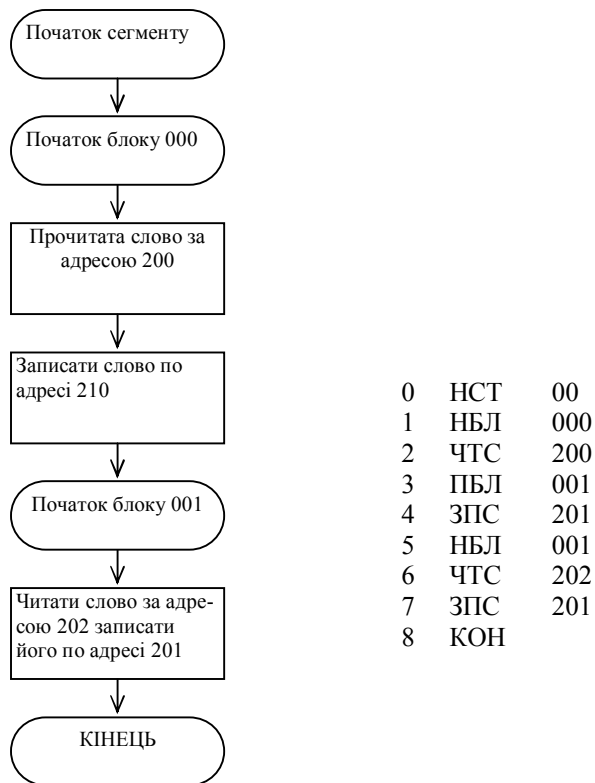 Початок сегменту
Початок блоку 000
Прочитата слово за
адресою 200
Записати слово по
адресі 210
Початок блоку 001
Читати слово за адре-
сою 202 записати
його по адресі 201
КІНЕЦЬ
0 НСТ 00
1 НБЛ 000
2 ЧТС 200
3 ПБЛ 001
4 ЗПС 201
5 НБЛ 001
6 ЧТС 202
7 ЗПС 201
8 КОН